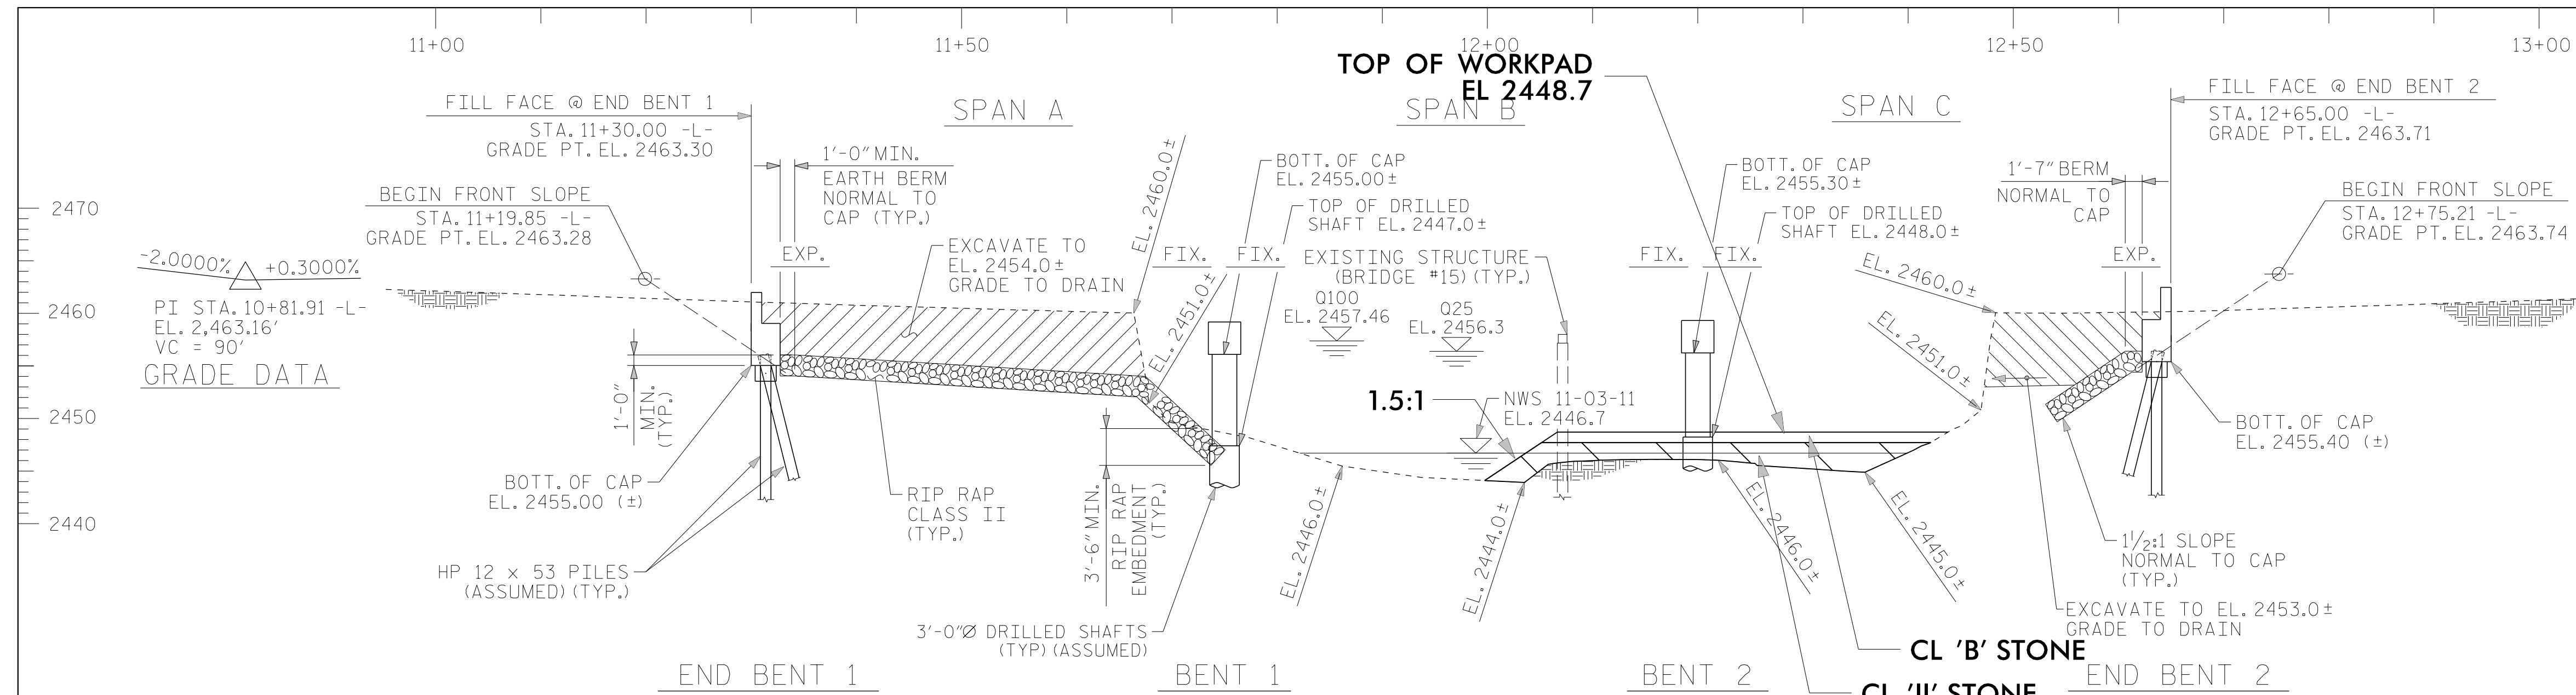 11+00
11+50
12+00
12+50
13+00
TOP OF WORKPAD
EL 2448.7
FILL FACE @ END BENT 1
STA. 11+30.00 -L-
GRADE PT. EL. 2463.30
SPAN A
SPAN B
SPAN C
FILL FACE @ END BENT 2
STA. 12+65.00 -L-
GRADE PT. EL. 2463.71
1'-0" MIN.
EARTH BERM
NORMAL TO
CAP (TYP.)
EL. 2460.0±
BOTT. OF CAP
EL. 2455.00±
TOP OF DRILLED
SHAFT EL. 2447.0±
BOTT. OF CAP
EL. 2455.30±
TOP OF DRILLED
SHAFT EL. 2448.0±
1'-7" BERM
NORMAL TO
CAP
BEGIN FRONT SLOPE
STA. 11+19.85 -L-
GRADE PT. EL. 2463.28
BEGIN FRONT SLOPE
STA. 12+75.21 -L-
GRADE PT. EL. 2463.74
2470
2460
2450
2440
-2.0000%
+0.3000%
PI STA. 10+81.91 -L-
EL. 2,463.16'
VC = 90'
GRADE DATA
EXP.
EXCAVATE TO
EL. 2454.0±
GRADE TO DRAIN
FIX.
FIX.
EL. 2451.0±
EXISTING STRUCTURE
(BRIDGE #15) (TYP.)
Q100
EL. 2457.46
Q25
EL. 2456.3
FIX.
FIX.
EL. 2460.0±
EXP.
EL. 2451.0±
1'-0"
MIN.
(TYP.)
1.5:1
NWS 11-03-11
EL. 2446.7
BOTT. OF CAP
EL. 2455.40 (±)
BOTT. OF CAP
EL. 2455.00 (±)
RIP RAP
CLASS II
(TYP.)
3'-6" MIN.
RIP RAP
EMBEDMENT
(TYP.)
EL. 2446.0±
EL. 2444.0±
EL. 2446.0±
EL. 2445.0±
1 1/2:1 SLOPE
NORMAL TO CAP
(TYP.)
HP 12 x 53 PILES
(ASSUMED) (TYP.)
EXCAVATE TO EL. 2453.0±
GRADE TO DRAIN
3'-0"Ø DRILLED SHAFTS
(TYP) (ASSUMED)
CL 'B' STONE
END BENT 1
BENT 1
BENT 2
END BENT 2
CL 'II' STONE